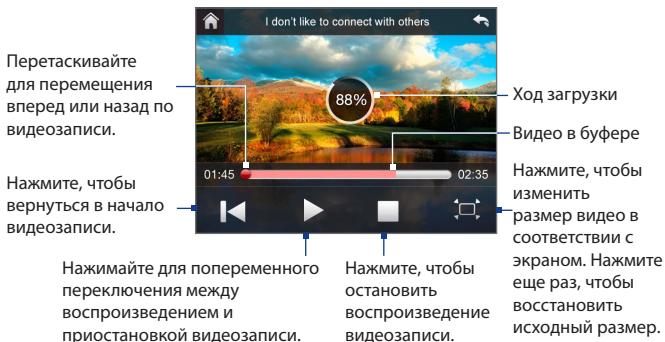 I don't like to connect with others
Перетаскивайте
для перемещения
вперед или назад по
видеозаписи.
88%
Ход загрузки
Видео в буфере
01:45
02:35
Нажмите, чтобы
вернуться в начало
видеозаписи.
Нажмите, чтобы
изменить
размер видео в
соответствии с
экраном. Нажмите
еще раз, чтобы
восстановить
исходный размер.
Нажимайте для попеременного
переключения между
воспроизведением и
приостановкой видеозаписи.
Нажмите, чтобы
остановить
воспроизведение
видеозаписи.